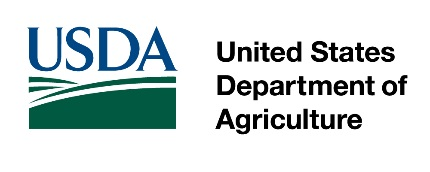 USDA
United States
Department of
Agriculture